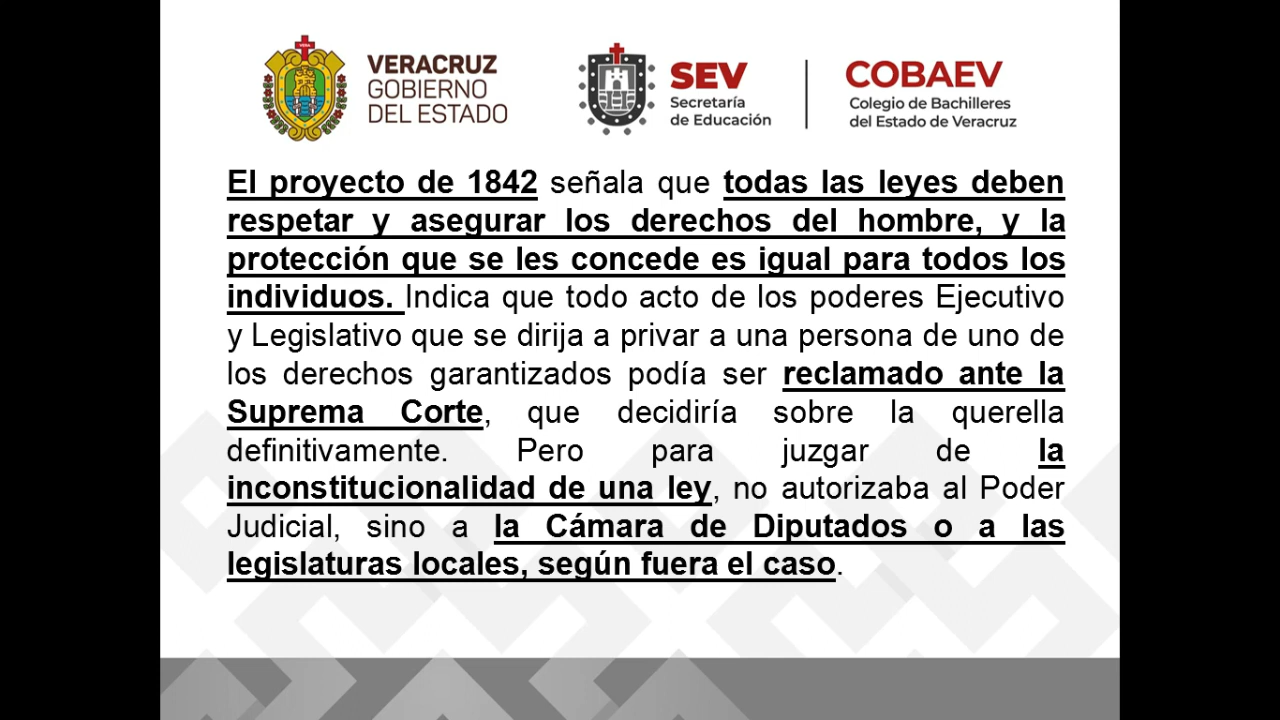 VERACRUZ
GOBIERNO
DEL ESTADO
SEV
Secretaría
de Educación
COBAEV
Colegio de Bachilleres
del Estado de Veracruz
El proyecto de 1842 señala que todas las leyes deben
respetar y asegurar los derechos del hombre, y la
protección que se les concede es igual para todos los
individuos. Indica que todo acto de los poderes Ejecutivo
y Legislativo que se dirija a privar a una persona de uno de
los derechos garantizados podía ser reclamado ante la
Suprema Corte, que decidiría sobre la querella
definitivamente. Pero para juzgar de la
inconstitucionalidad de una ley, no autorizaba al Poder
Judicial, sino a la Cámara de Diputados o a las
legislaturas locales, según fuera el caso.